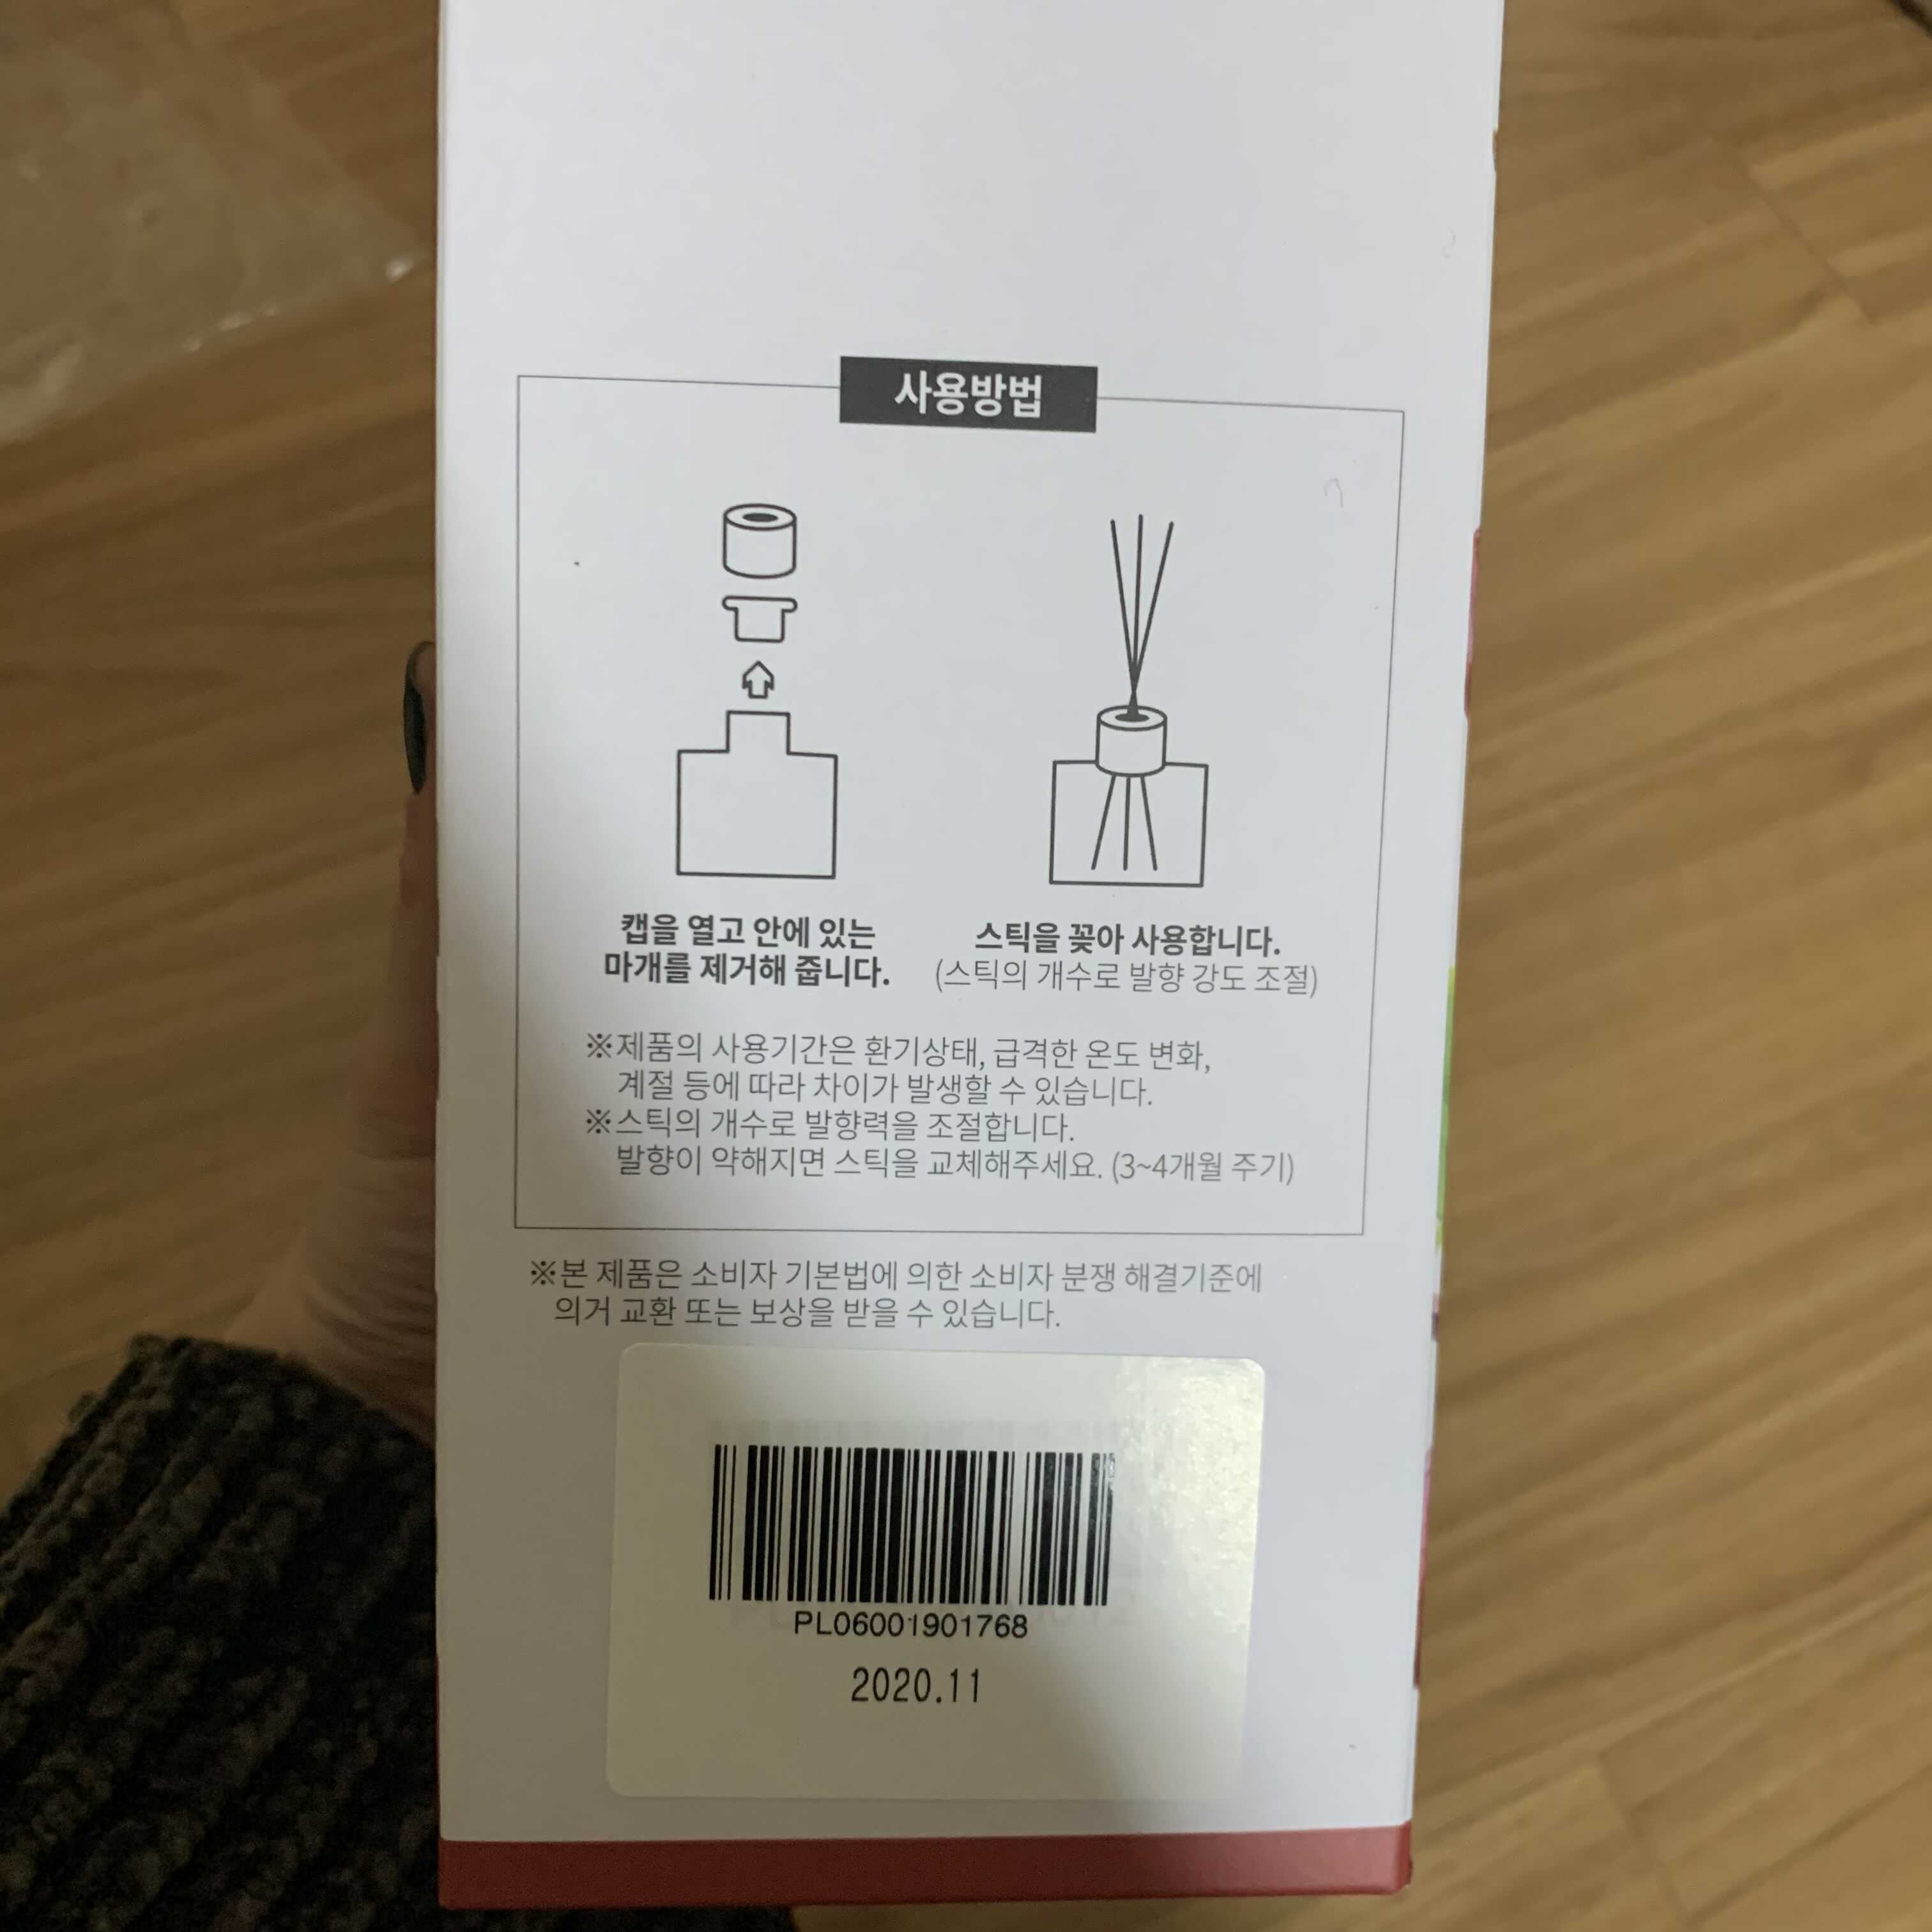 사용방법
캡을 열고 안에 있는
마개를 제거해 줍니다.
스틱을 꽂아 사용합니다.
(스틱의 개수로 발향 강도 조절)
※제품의 사용기간은 환기상태, 급격한 온도 변화,
계절 등에 따라 차이가 발생할 수 있습니다.
※스틱의 개수로 발향력을 조절합니다.
발향이 약해지면 스틱을 교체해주세요. (3~4개월 주기)
※본 제품은 소비자 기본법에 의한 소비자 분쟁 해결기준에
의거 교환 또는 보상을 받을 수 있습니다.
PL06001901768
2020.11